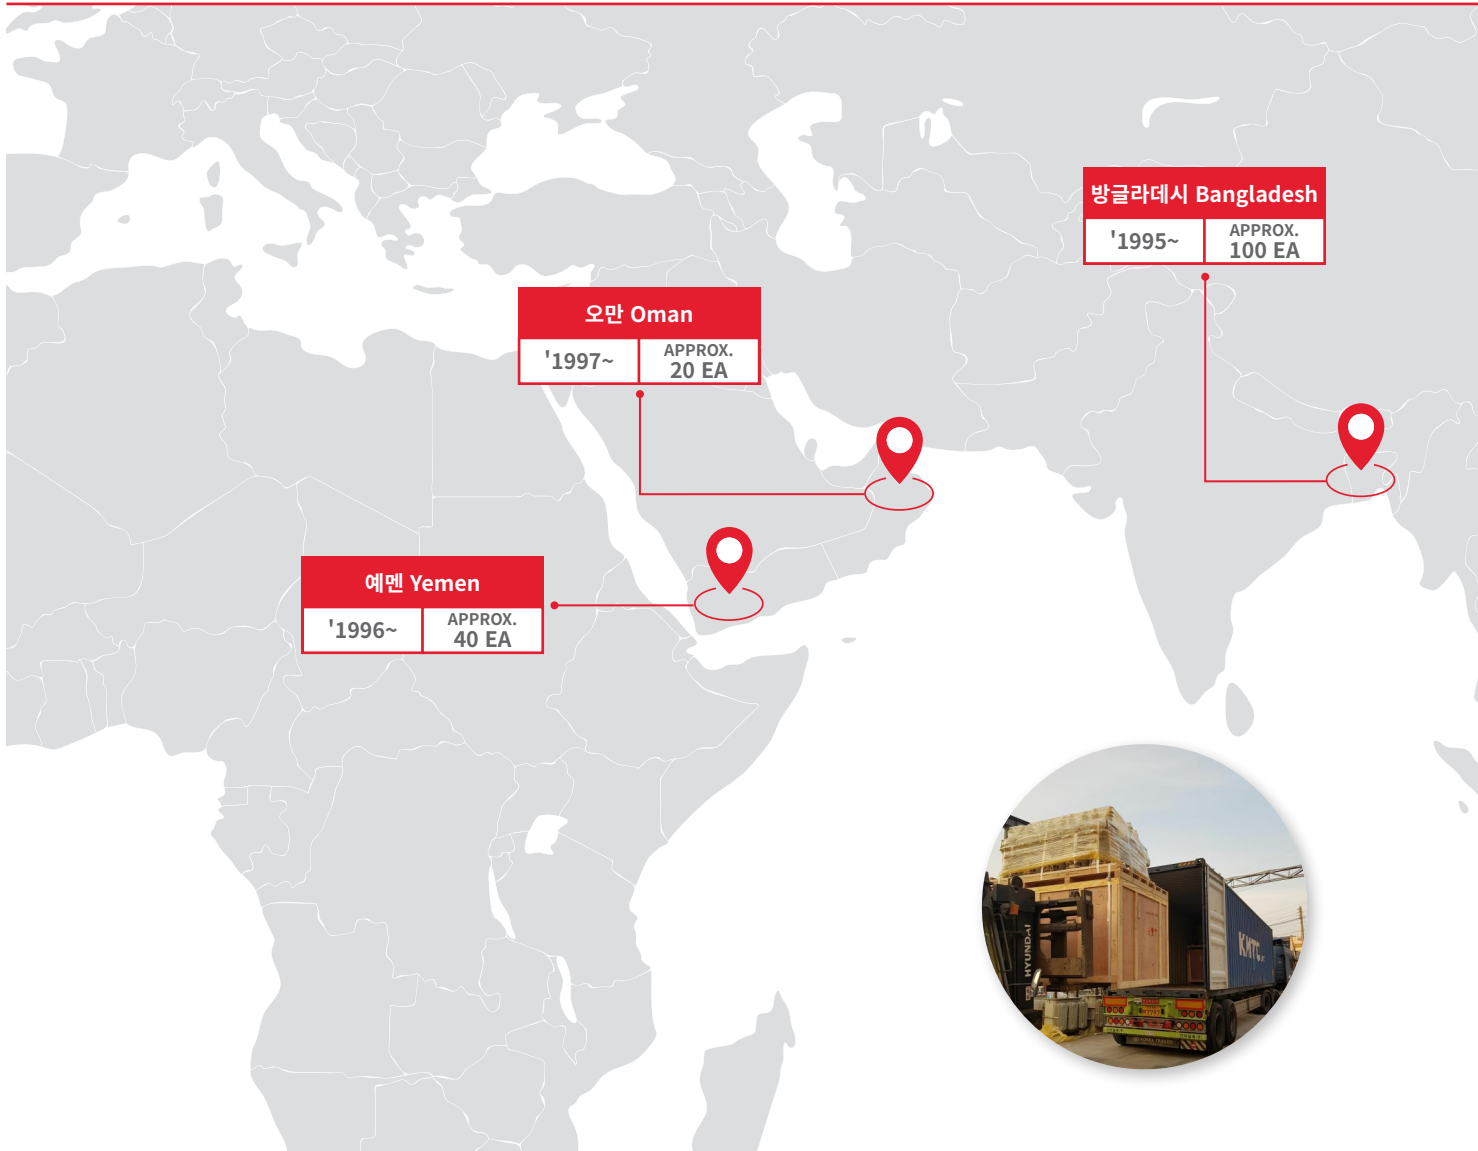 방글라데시 Bangladesh
'1995~
APPROX.
100 EA
오만 Oman
'1997~
APPROX.
20 EA
예멘 Yemen
'1996~
APPROX.
40 EA
HYUNDAI
KMTC